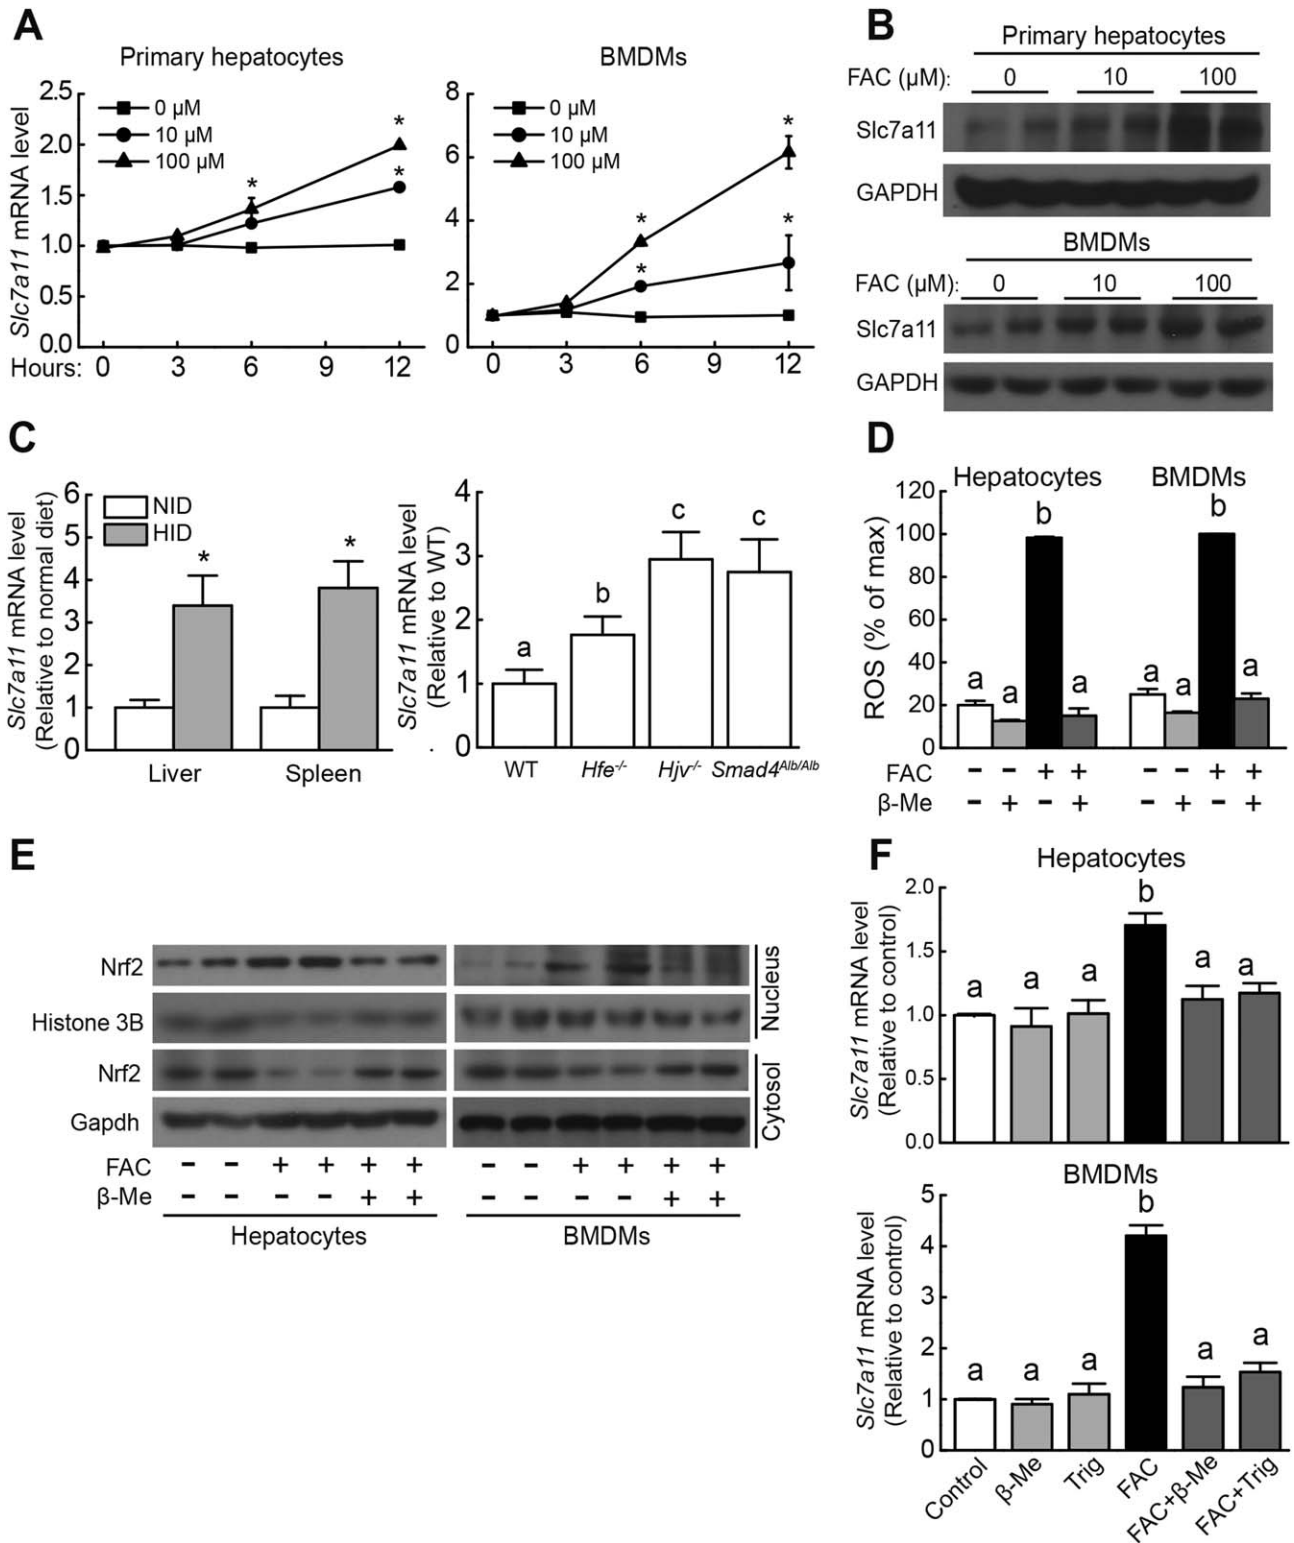 A
Primary hepatocytes
BMDMs
Slc7a11 mRNA level
2.5
2.0
1.5
1.0
0.5
0.0
0 µM
10 µM
100 µM
*
*
*
Hours: 0 3 6 9 12
8
6
4
2
0
0 µM
10 µM
100 µM
*
*
*
*
0 3 6 9 12
B
Primary hepatocytes
FAC (µM): 0 10 100
Slc7a11
GAPDH
BMDMs
FAC (µM): 0 10 100
Slc7a11
GAPDH
C
Slc7a11 mRNA level
(Relative to normal diet)
6
5
4
3
2
1
0
NID
HID
* *
Liver Spleen
Slc7a11 mRNA level
(Relative to WT)
4
3
2
1
0
a b c c
WT Hfe-/- Hjv-/- Smad4Alb/Alb
D
Hepatocytes BMDMs
ROS (% of max)
120
100
80
60
40
20
0
a a b a a a b a
FAC - - + + - - + +
β-Me - + - + - + - +
E
Nrf2
Histone 3B
Nucleus
Nrf2
Gapdh
Cytosol
FAC - - + + + + - - + + + +
β-Me - - - - + + - - - - + +
Hepatocytes BMDMs
F
Hepatocytes
Slc7a11 mRNA level
(Relative to control)
2.0
1.5
1.0
0.5
0.0
a a a b a a
BMDMs
Slc7a11 mRNA level
(Relative to control)
5
4
3
2
1
0
a a a b a a
Control β-Me Trig FAC FAC+β-Me FAC+Trig